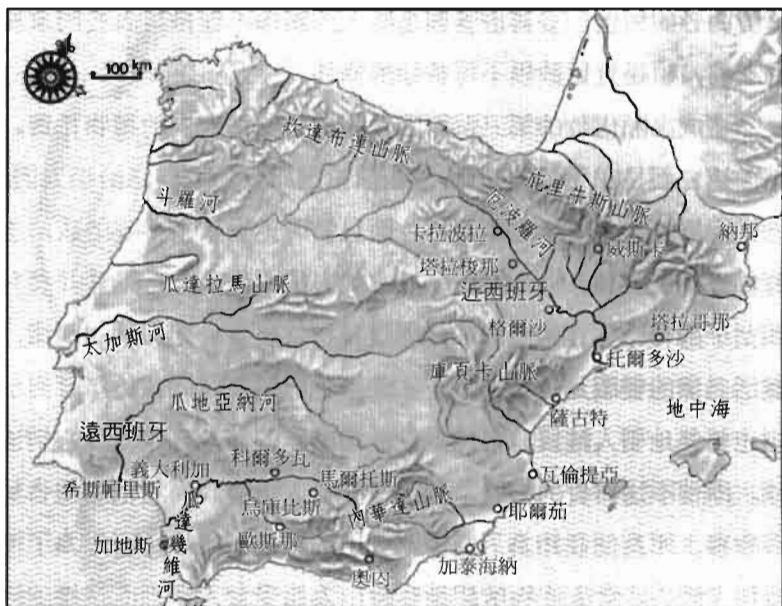 100 km
坎達布連山脈
斗羅河
厄波羅河
庇里牛斯山脈
卡拉波拉
威斯卡
納邦
塔拉梭那
瓜達拉馬山脈
近西班牙
格爾沙
塔拉哥那
太加斯河
托爾多沙
庫頁卡山脈
瓜地亞納河
薩古特
地中海
遠西班牙
科爾多瓦
義大利加
馬爾托斯
瓦倫提亞
希斯帕里斯
烏庫比斯
內華達山脈
瓜達幾維河
耶爾茄
歐斯那
加地斯
加泰海納